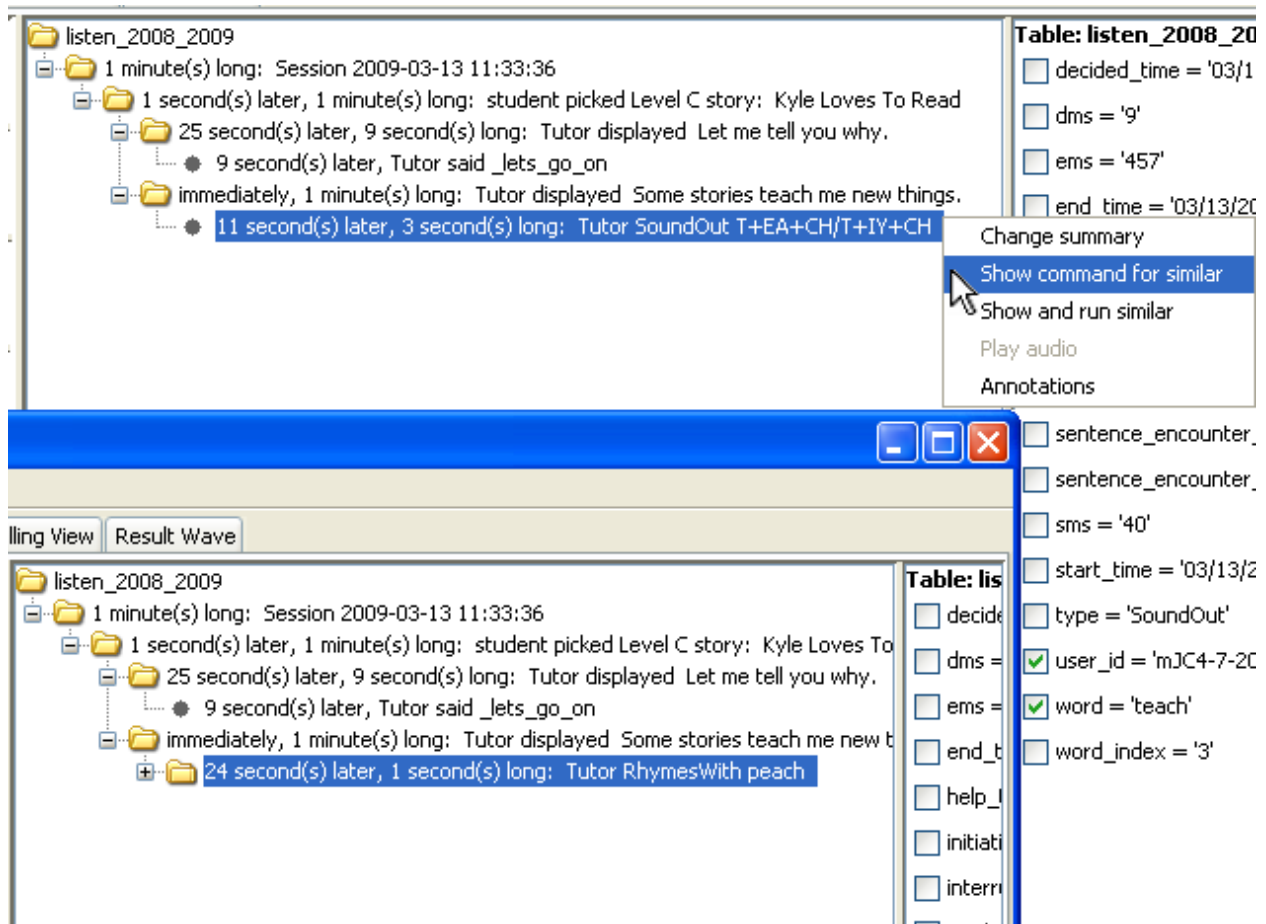 listen_2008_2009
1 minute(s) long: Session 2009-03-13 11:33:36
1 second(s) later, 1 minute(s) long: student picked Level C story: Kyle Loves To Read
25 second(s) later, 9 second(s) long: Tutor displayed Let me tell you why.
9 second(s) later, Tutor said _lets_go_on
immediately, 1 minute(s) long: Tutor displayed Some stories teach me new things.
11 second(s) later, 3 second(s) long: Tutor SoundOut T+EA+CH/T+IY+CH
Table: listen_2008_20
decided_time = '03/1
dms = '9'
ems = '457'
end_time = '03/13/20
Change summary
Show command for similar
Show and run similar
Play audio
Annotations
sentence_encounter_
sentence_encounter_
sms = '40'
start_time = '03/13/2
type = 'SoundOut'
user_id = 'mJC4-7-20
word = 'teach'
word_index = '3'
lling View
Result Wave
listen_2008_2009
1 minute(s) long: Session 2009-03-13 11:33:36
1 second(s) later, 1 minute(s) long: student picked Level C story: Kyle Loves To
25 second(s) later, 9 second(s) long: Tutor displayed Let me tell you why.
9 second(s) later, Tutor said _lets_go_on
immediately, 1 minute(s) long: Tutor displayed Some stories teach me new t
24 second(s) later, 1 second(s) long: Tutor RhymesWith peach
Table: lis
decide
dms =
ems =
end_t
help_
initiati
interr